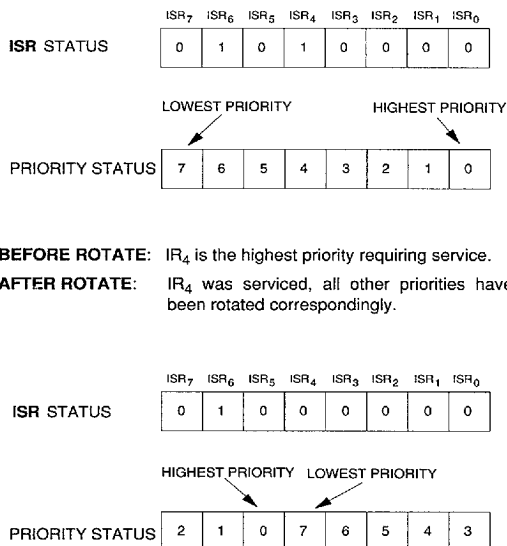 ISR₇ ISR₆ ISR₅ ISR₄ ISR₃ ISR₂ ISR₁ ISR₀
ISR STATUS 0 1 0 1 0 0 0 0
LOWEST PRIORITY HIGHEST PRIORITY
PRIORITY STATUS 7 6 5 4 3 2 1 0
BEFORE ROTATE: IR₄ is the highest priority requiring service.
AFTER ROTATE: IR₄ was serviced, all other priorities have
been rotated correspondingly.
ISR₇ ISR₆ ISR₅ ISR₄ ISR₃ ISR₂ ISR₁ ISR₀
ISR STATUS 0 1 0 0 0 0 0 0
HIGHEST PRIORITY LOWEST PRIORITY
PRIORITY STATUS 2 1 0 7 6 5 4 3